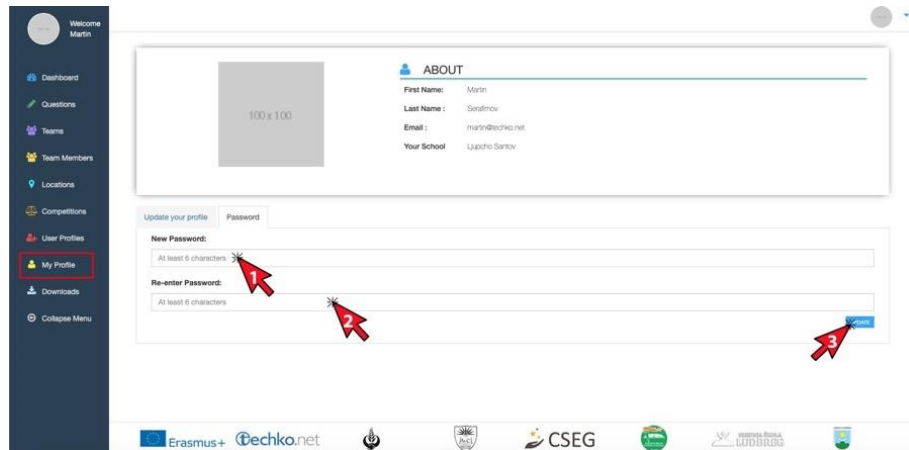 Welcome
Martin
Dashboard
Questions
Teams
Team Members
Locations
Competitions
User Profiles
My Profile
Downloads
Collapse Menu
100 x 100
ABOUT
First Name: Martin
Last Name : Serafimov
Email : martin@techko.net
Your School Ljupcho Santov
Update your profile Password
New Password:
At least 6 characters
1
Re-enter Password:
At least 6 characters
2
3
Erasmus+ techko.net CSEG LUDBREG